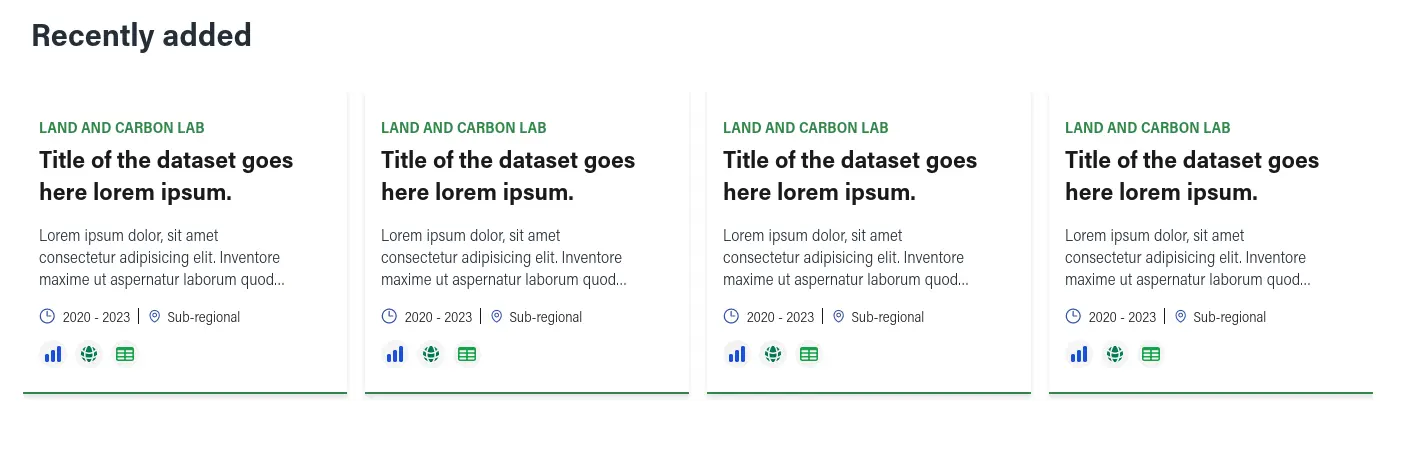 Recently added
LAND AND CARBON LAB
Title of the dataset goes
here lorem ipsum.
Lorem ipsum dolor, sit amet
consectetur adipisicing elit. Inventore
maxime ut aspernatur laborum quod...
2020 - 2023 | Sub-regional
LAND AND CARBON LAB
Title of the dataset goes
here lorem ipsum.
Lorem ipsum dolor, sit amet
consectetur adipisicing elit. Inventore
maxime ut aspernatur laborum quod...
2020 - 2023 | Sub-regional
LAND AND CARBON LAB
Title of the dataset goes
here lorem ipsum.
Lorem ipsum dolor, sit amet
consectetur adipisicing elit. Inventore
maxime ut aspernatur laborum quod...
2020 - 2023 | Sub-regional
LAND AND CARBON LAB
Title of the dataset goes
here lorem ipsum.
Lorem ipsum dolor, sit amet
consectetur adipisicing elit. Inventore
maxime ut aspernatur laborum quod...
2020 - 2023 | Sub-regional